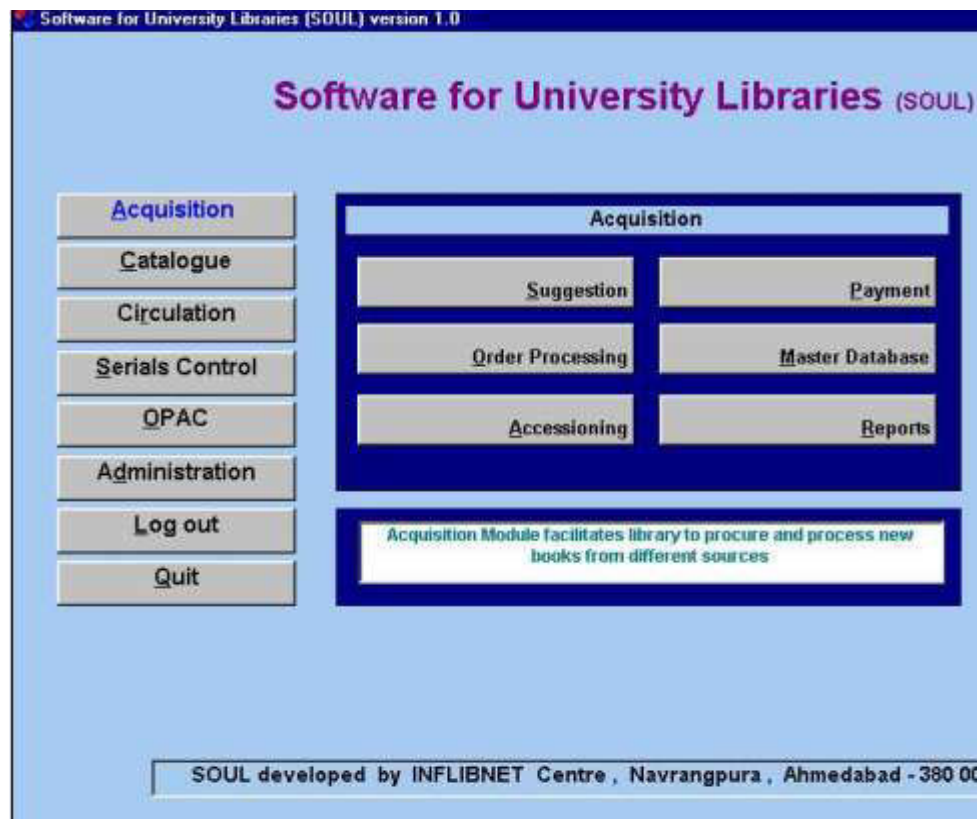 Software for University Libraries (SOUL) version 1.0
Software for University Libraries (SOUL)
Acquisition
Catalogue
Circulation
Serials Control
OPAC
Administration
Log out
Quit
Acquisition
Suggestion
Payment
Order Processing
Master Database
Accessioning
Reports
Acquisition Module facilitates library to procure and process new
books from different sources
SOUL developed by INFLIBNET Centre , Navrangpura , Ahmedabad - 380 00